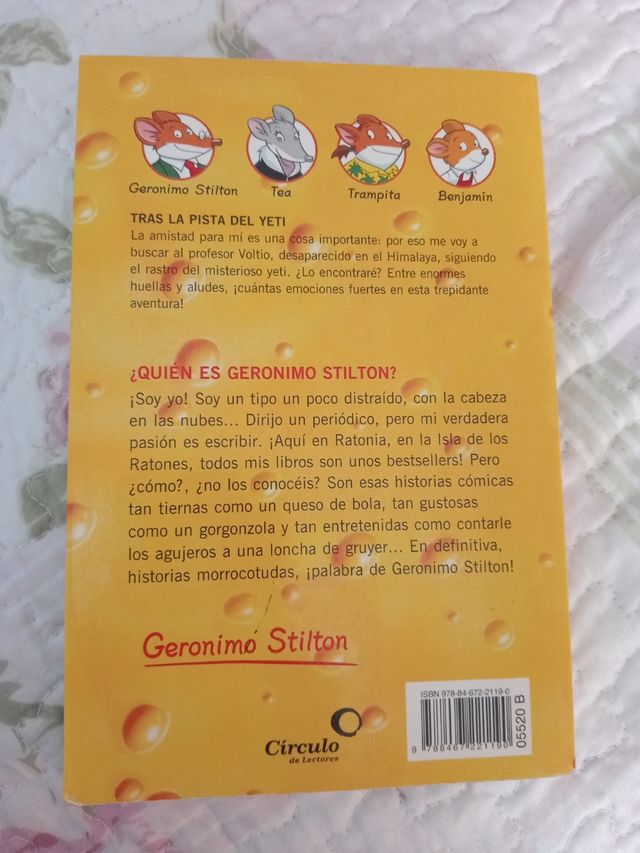 Geronimo Stilton
Tea
Trampita
Benjamín
TRAS LA PISTA DEL YETI
La amistad para mí es una cosa importante: por eso me voy a
buscar al profesor Voltio, desaparecido en el Himalaya, siguiendo
el rastro del misterioso yeti. ¿Lo encontraré? Entre enormes
huellas y aludes, ¡cuántas emociones fuertes en esta trepidante
aventura!
¿QUIÉN ES GERONIMO STILTON?
¡Soy yo! Soy un tipo un poco distraído, con la cabeza
en las nubes... Dirijo un periódico, pero mi verdadera
pasión es escribir. ¡Aquí en Ratonia, en la Isla de los
Ratones, todos mis libros son unos bestsellers! Pero
¿cómo?, ¿no los conocéis? Son esas historias cómicas
tan tiernas como un queso de bola, tan gustosas
como un gorgonzola y tan entretenidas como contarle
los agujeros a una loncha de gruyer... En definitiva,
historias morrocotudas, ¡palabra de Geronimo Stilton!
Geronimo Stilton
Círculo
de Lectores
ISBN 978-84-672-2119-0
9 788467 221190
05520 B